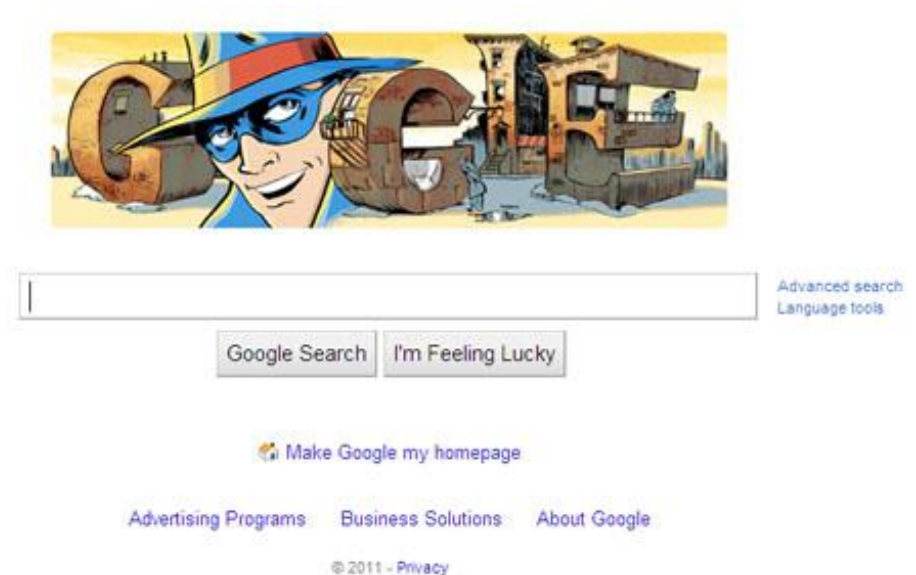 GOGLE
Advanced search
Language tools
Google Search I'm Feeling Lucky
Make Google my homepage
Advertising Programs Business Solutions About Google
© 2011 - Privacy